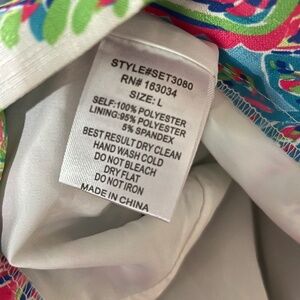 STYLE#SET3080
RN# 163034
SIZE: L
SELF:100% POLYESTER
LINING:95% POLYESTER
5% SPANDEX
BEST RESULT DRY CLEAN
HAND WASH COLD
DO NOT BLEACH
DRY FLAT
DO NOT IRON
MADE IN CHINA